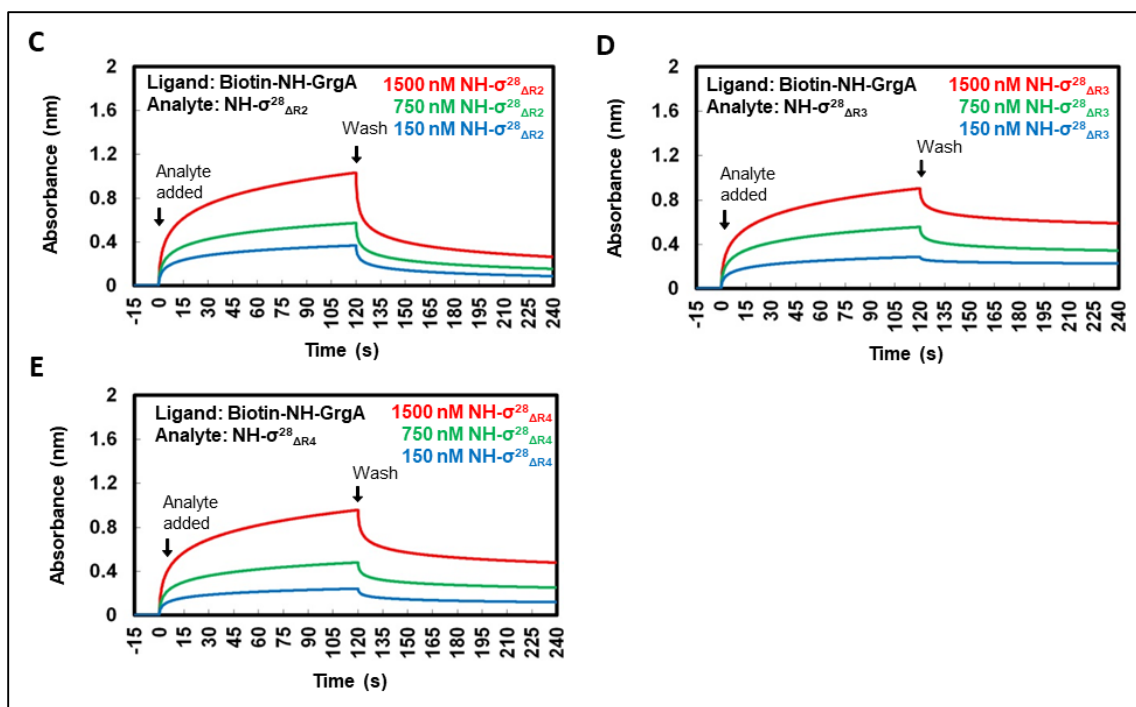 C
Ligand: Biotin-NH-GrgA
Analyte: NH-σ²⁸ΔR2
1500 nM NH-σ²⁸ΔR2
750 nM NH-σ²⁸ΔR2
150 nM NH-σ²⁸ΔR2
Analyte
added
Wash
Absorbance (nm)
2
1.6
1.2
0.8
0.4
0
-15 0 15 30 45 60 75 90 105 120 135 150 165 180 195 210 225 240
Time (s)
D
Ligand: Biotin-NH-GrgA
Analyte: NH-σ²⁸ΔR3
1500 nM NH-σ²⁸ΔR3
750 nM NH-σ²⁸ΔR3
150 nM NH-σ²⁸ΔR3
Analyte
added
Wash
Absorbance (nm)
2
1.6
1.2
0.8
0.4
0
-15 0 15 30 45 60 75 90 105 120 135 150 165 180 195 210 225 240
Time (s)
E
Ligand: Biotin-NH-GrgA
Analyte: NH-σ²⁸ΔR4
1500 nM NH-σ²⁸ΔR4
750 nM NH-σ²⁸ΔR4
150 nM NH-σ²⁸ΔR4
Analyte
added
Wash
Absorbance (nm)
2
1.6
1.2
0.8
0.4
0
-15 0 15 30 45 60 75 90 105 120 135 150 165 180 195 210 225 240
Time (s)